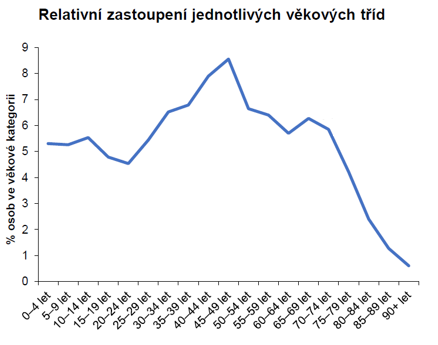 Relativní zastoupení jednotlivých věkových tříd
% osob ve věkové kategorii
9
8
7
6
5
4
3
2
1
0
0–4 let
5–9 let
10–14 let
15–19 let
20–24 let
25–29 let
30–34 let
35–39 let
40–44 let
45–49 let
50–54 let
55–59 let
60–64 let
65–69 let
70–74 let
75–79 let
80–84 let
85–89 let
90+ let